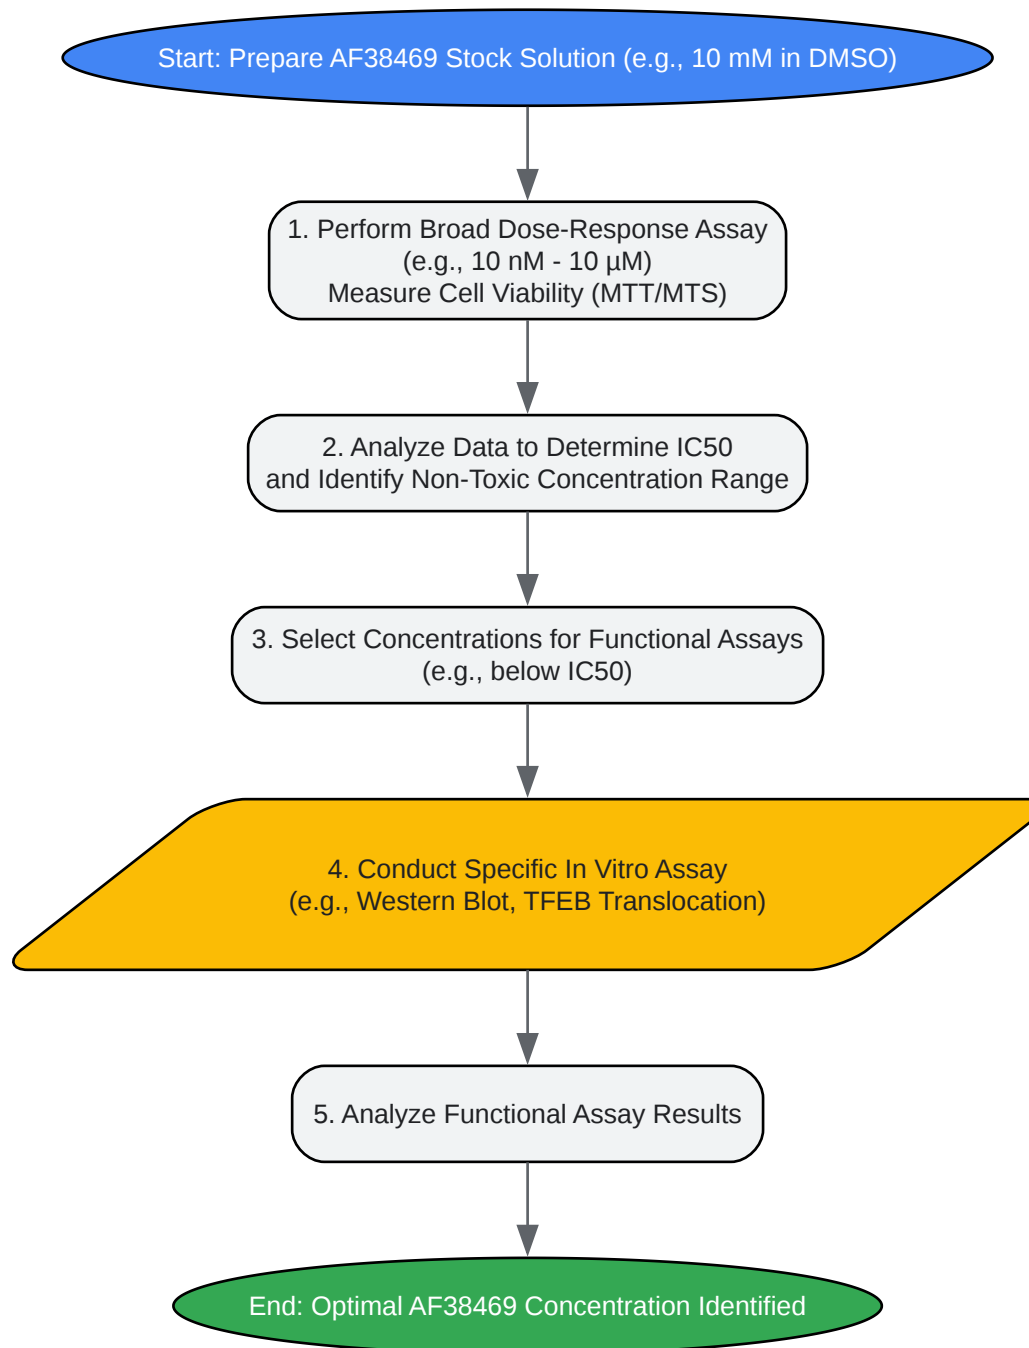 Start: Prepare AF38469 Stock Solution (e.g., 10 mM in DMSO)
1. Perform Broad Dose-Response Assay
(e.g., 10 nM - 10 µM)
Measure Cell Viability (MTT/MTS)
2. Analyze Data to Determine IC50
and Identify Non-Toxic Concentration Range
3. Select Concentrations for Functional Assays
(e.g., below IC50)
4. Conduct Specific In Vitro Assay
(e.g., Western Blot, TFEB Translocation)
5. Analyze Functional Assay Results
End: Optimal AF38469 Concentration Identified